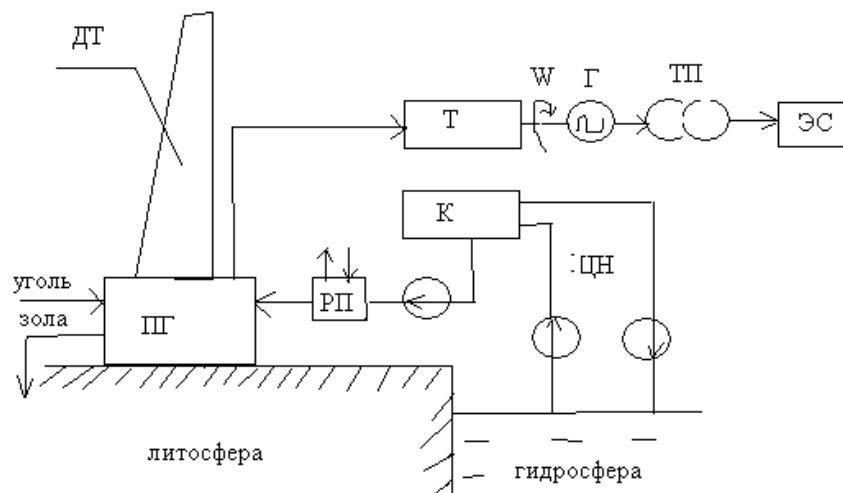 ДТ
W
Г
ТП
Т
ЭС
К
ЦН
уголь
РП
зола
ПГ
литосфера
гидросфера